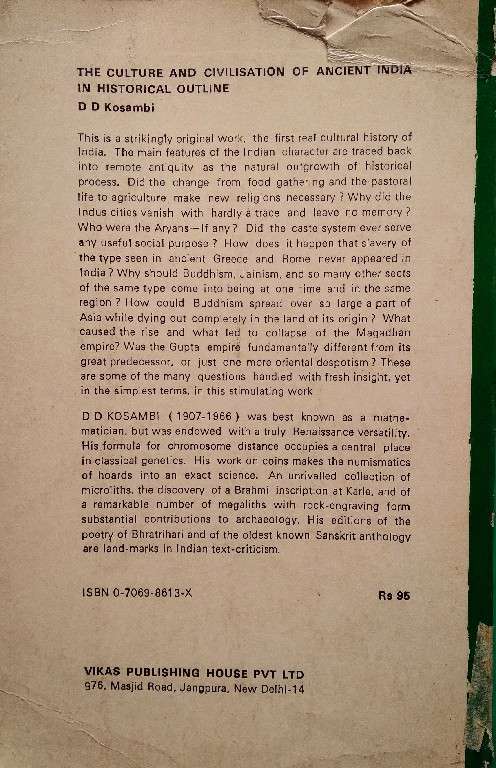 THE CULTURE AND CIVILISATION OF ANCIENT INDIA
IN HISTORICAL OUTLINE
D D Kosambi
This is a strikingly original work, the first real cultural history of
India. The main features of the Indian character are traced back
into remote antiquity as the natural outgrowth of historical
process. Did the change from food gathering and the pastoral
life to agriculture make new religions necessary ? Why did the
Indus cities vanish with hardly a trace and leave no memory ?
Who were the Aryans—if any ? Did the caste system ever serve
any useful social purpose ? How does it happen that slavery of
the type seen in ancient Greece and Rome never appeared in
India ? Why should Buddhism, Jainism, and so many other sects
of the same type come into being at one time and in the same
region ? How could Buddhism spread over so large a part of
Asia while dying out completely in the land of its origin ? What
caused the rise and what led to collapse of the Magadhan
empire? Was the Gupta empire fundamentally different from its
great predecessor, or just one more oriental despotism ? These
are some of the many questions handled with fresh insight, yet
in the simplest terms, in this stimulating work
D D KOSAMBI ( 1907-1966 ) was best known as a mathe-
matician, but was endowed with a truly Renaissance versatility.
His formula for chromosome distance occupies a central place
in classical genetics. His work on coins makes the numismatics
of hoards into an exact science. An unrivalled collection of
microliths, the discovery of a Brahmi inscription at Karle, and of
a remarkable number of megaliths with rock-engraving form
substantial contributions to archaeology. His editions of the
poetry of Bhratrihari and of the oldest known Sanskrit anthology
are land-marks in Indian text-criticism.
ISBN 0-7069-8613-X Rs 95
VIKAS PUBLISHING HOUSE PVT LTD
576, Masjid Road, Jangpura, New Delhi-14